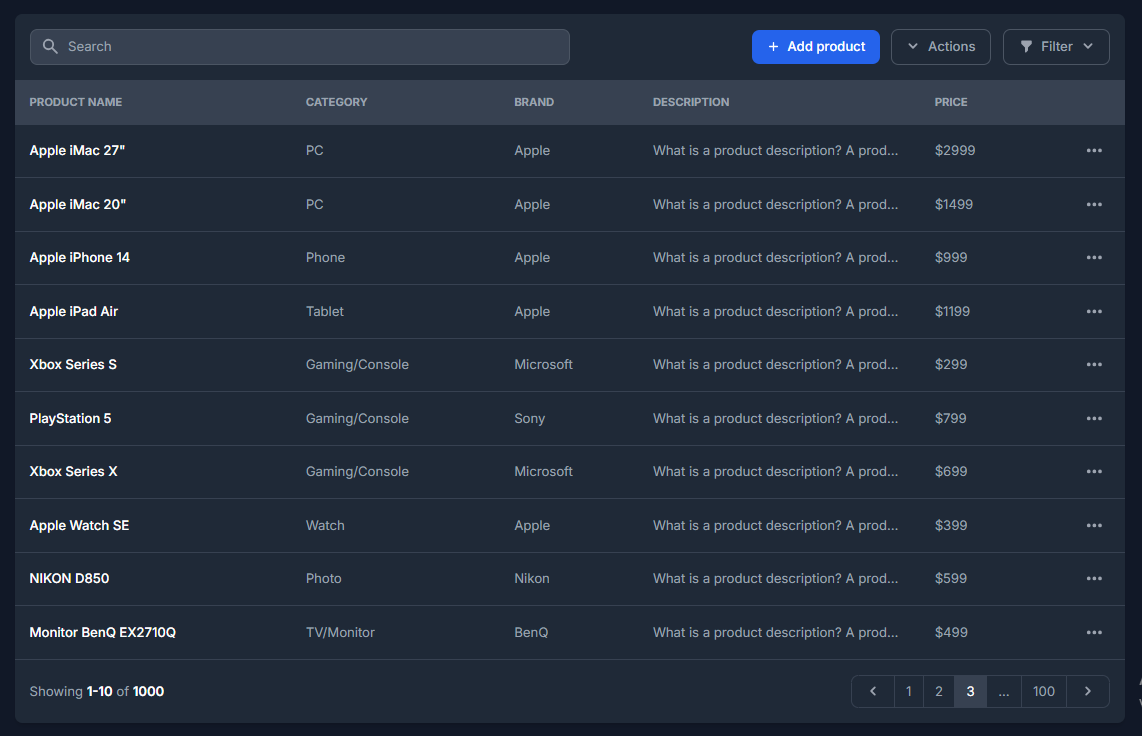 Search + Add product Actions Filter
PRODUCT NAME CATEGORY BRAND DESCRIPTION PRICE
Apple iMac 27" PC Apple What is a product description? A prod... $2999 •••
Apple iMac 20" PC Apple What is a product description? A prod... $1499 •••
Apple iPhone 14 Phone Apple What is a product description? A prod... $999 •••
Apple iPad Air Tablet Apple What is a product description? A prod... $1199 •••
Xbox Series S Gaming/Console Microsoft What is a product description? A prod... $299 •••
PlayStation 5 Gaming/Console Sony What is a product description? A prod... $799 •••
Xbox Series X Gaming/Console Microsoft What is a product description? A prod... $699 •••
Apple Watch SE Watch Apple What is a product description? A prod... $399 •••
NIKON D850 Photo Nikon What is a product description? A prod... $599 •••
Monitor BenQ EX2710Q TV/Monitor BenQ What is a product description? A prod... $499 •••
Showing 1-10 of 1000 < 1 2 3 ... 100 >